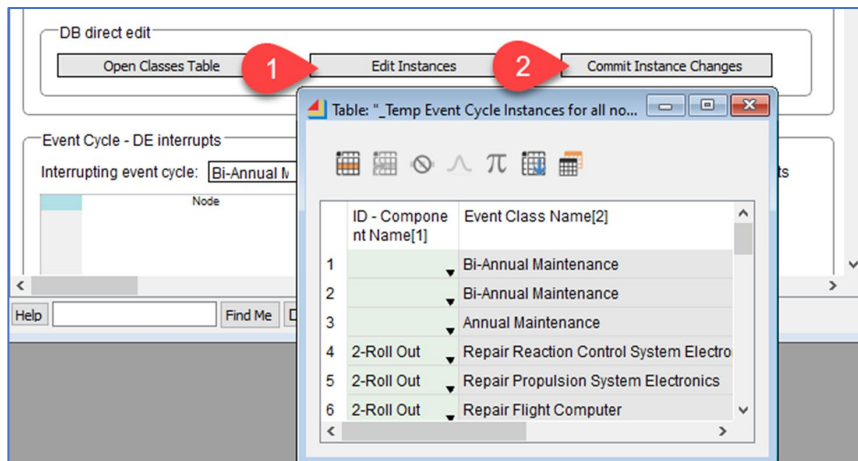 DB direct edit
Open Classes Table 1 Edit Instances 2 Commit Instance Changes
Table: "_Temp Event Cycle Instances for all no...
Event Cycle - DE interrupts
Interrupting event cycle: Bi-Annual M
ts
Node
ID - Compone
nt Name[1]
Event Class Name[2]
1 Bi-Annual Maintenance
2 Bi-Annual Maintenance
3 Annual Maintenance
4 2-Roll Out Repair Reaction Control System Electro
5 2-Roll Out Repair Propulsion System Electronics
6 2-Roll Out Repair Flight Computer
Help Find Me D